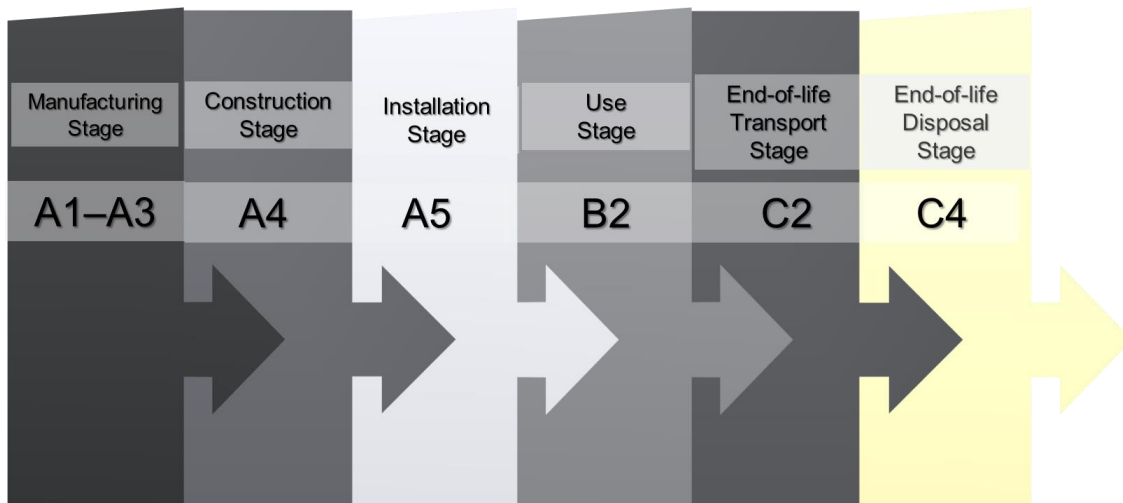 Manufacturing
Stage
A1–A3
Construction
Stage
A4
Installation
Stage
A5
Use
Stage
B2
End-of-life
Transport
Stage
C2
End-of-life
Disposal
Stage
C4